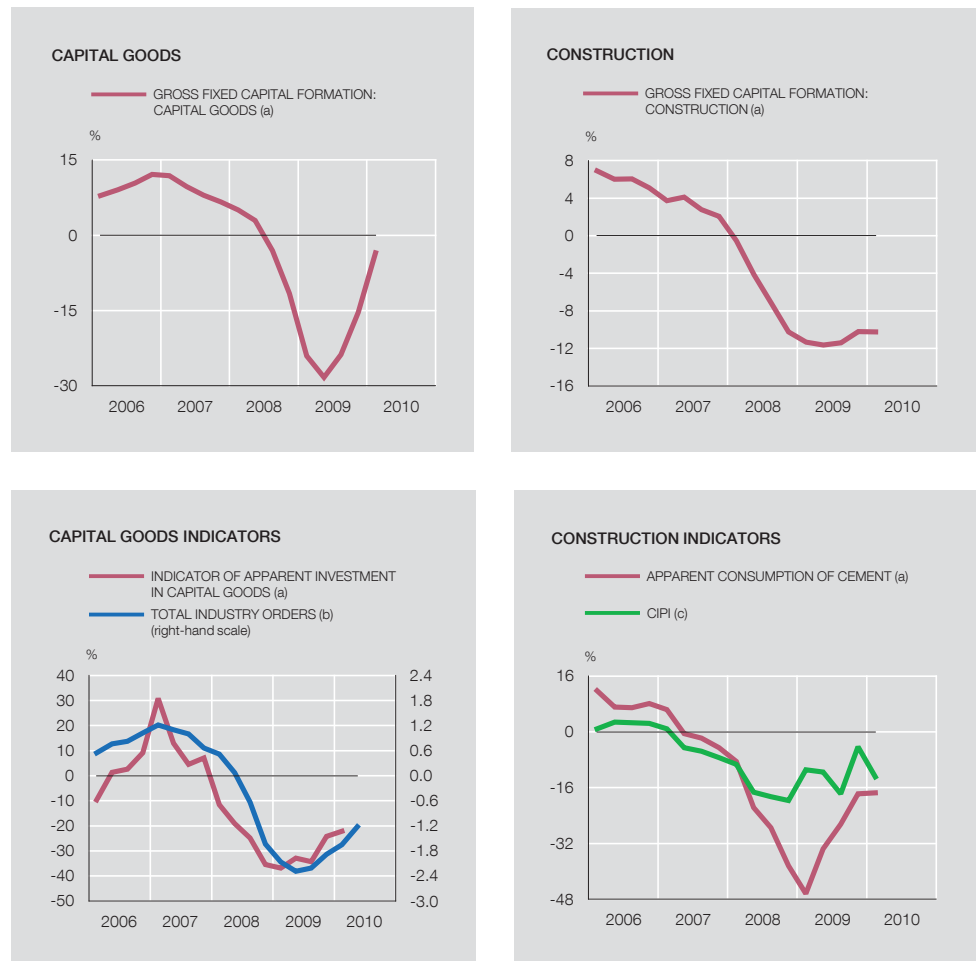 CAPITAL GOODS
GROSS FIXED CAPITAL FORMATION:
CAPITAL GOODS (a)
%
15
0
-15
-30
2006 2007 2008 2009 2010
CONSTRUCTION
GROSS FIXED CAPITAL FORMATION:
CONSTRUCTION (a)
%
8
4
0
-4
-8
-12
-16
2006 2007 2008 2009 2010
CAPITAL GOODS INDICATORS
INDICATOR OF APPARENT INVESTMENT
IN CAPITAL GOODS (a)
TOTAL INDUSTRY ORDERS (b)
(right-hand scale)
%
40 2.4
30 1.8
20 1.2
10 0.6
0 0.0
-10 -0.6
-20 -1.2
-30 -1.8
-40 -2.4
-50 -3.0
2006 2007 2008 2009 2010
CONSTRUCTION INDICATORS
APPARENT CONSUMPTION OF CEMENT (a)
CIPI (c)
%
16
0
-16
-32
-48
2006 2007 2008 2009 2010